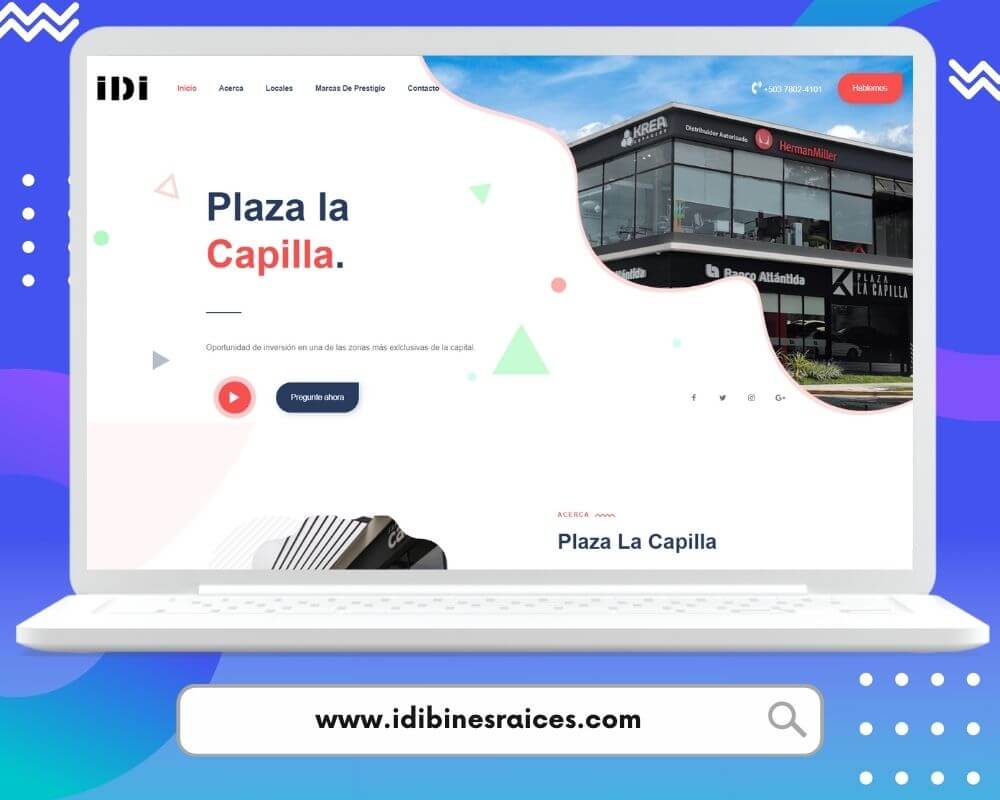 iDi
Inicio
Acerca
Locales
Marcas De Prestigio
Contacto
+503 7802-4101
Hablemos
KREA
Distribuidor Autorizado
HermanMiller
Plaza la
Capilla.
Banco Atlántida
PLAZA
LA CAPILLA
Oportunidad de inversión en una de las zonas más exlclusivas de la capital.
Pregunte ahora
ACERCA
Plaza La Capilla
www.idibinesraices.com